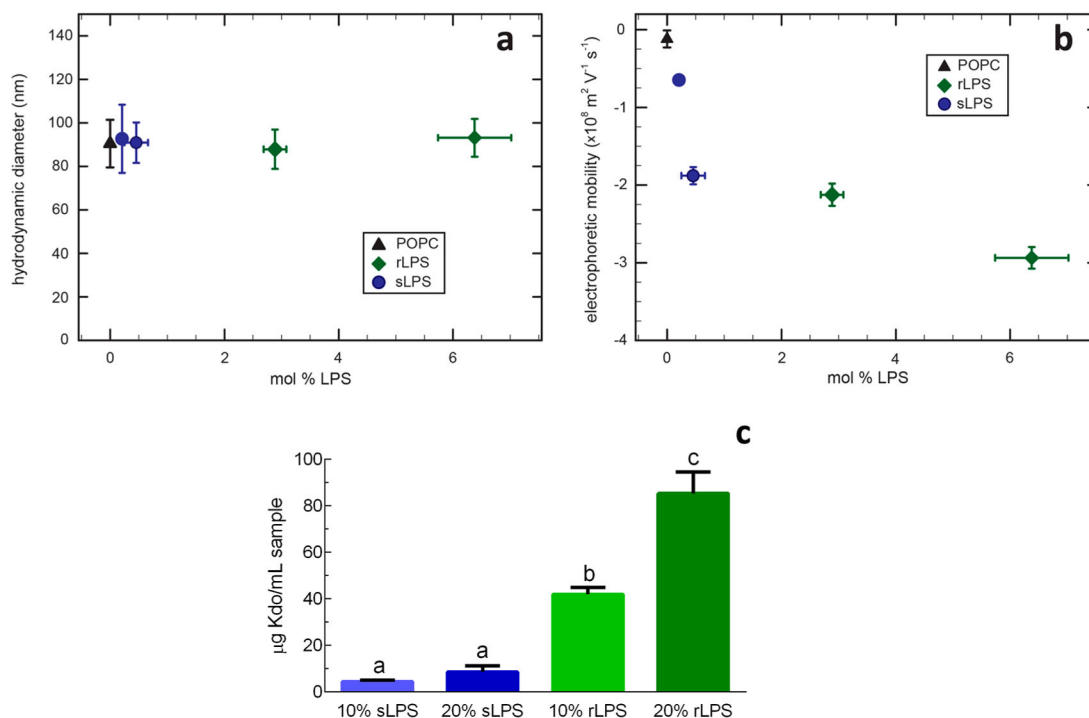 a
hydrodynamic diameter (nm)
140
120
100
80
60
40
20
0
POPC
rLPS
sLPS
0 2 4 6
mol % LPS
b
electrophoretic mobility (×10⁸ m² V⁻¹ s⁻¹)
0
-1
-2
-3
-4
POPC
rLPS
sLPS
0 2 4 6
mol % LPS
c
µg Kdo/mL sample
100
80
60
40
20
0
a
a
b
c
10% sLPS 20% sLPS 10% rLPS 20% rLPS